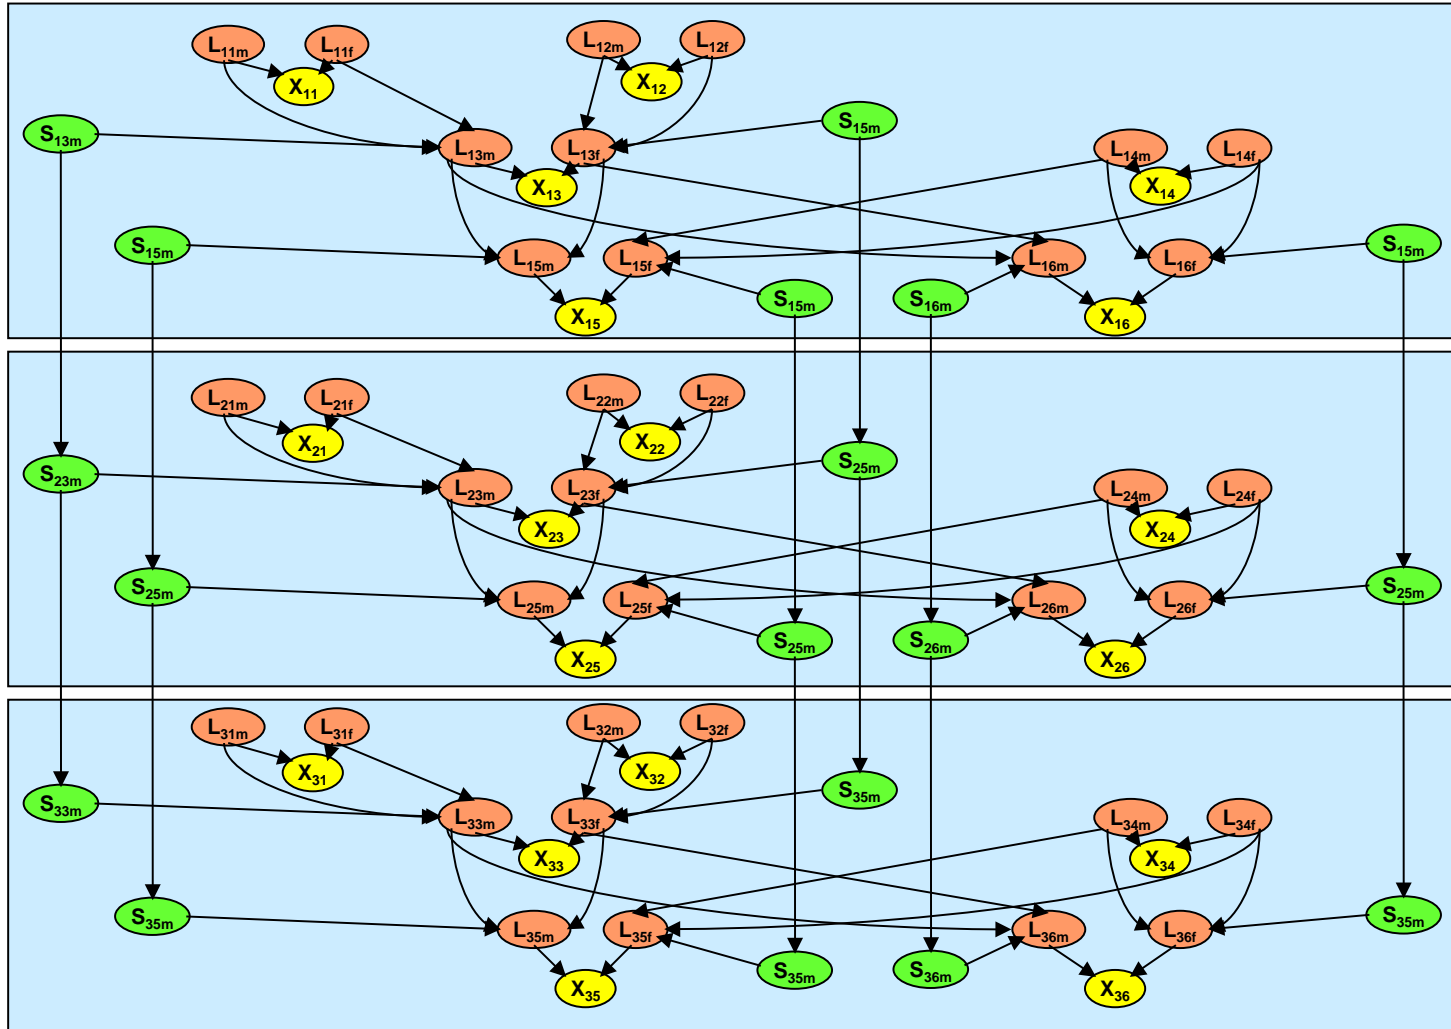 L11m L11f L12m L12f
X11 X12
S13m S15m
L13m L13f L14m L14f
X13 X14
S15m S15m
L15m L15f L16m L16f
S15m S16m
X15 X16
L21m L21f L22m L22f
X21 X22
S23m S25m
L23m L23f L24m L24f
X23 X24
S25m S25m
L25m L25f L26m L26f
S25m S26m
X25 X26
L31m L31f L32m L32f
X31 X32
S33m S35m
L33m L33f L34m L34f
X33 X34
S35m S35m
L35m L35f L36m L36f
S35m S36m
X35 X36